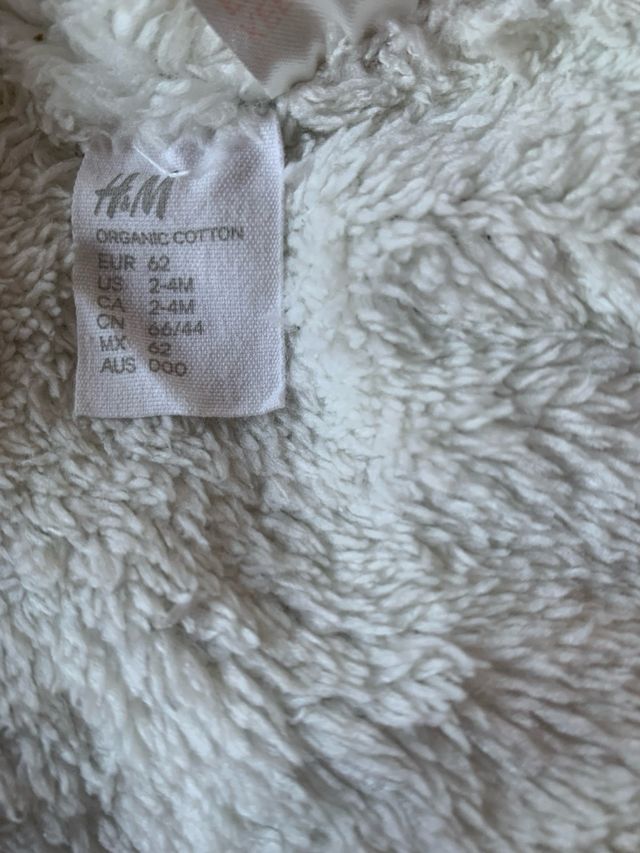 H&M
ORGANIC COTTON
EUR 62
US 2-4M
CA 2-4M
CN 66/44
MX 62
AUS 000